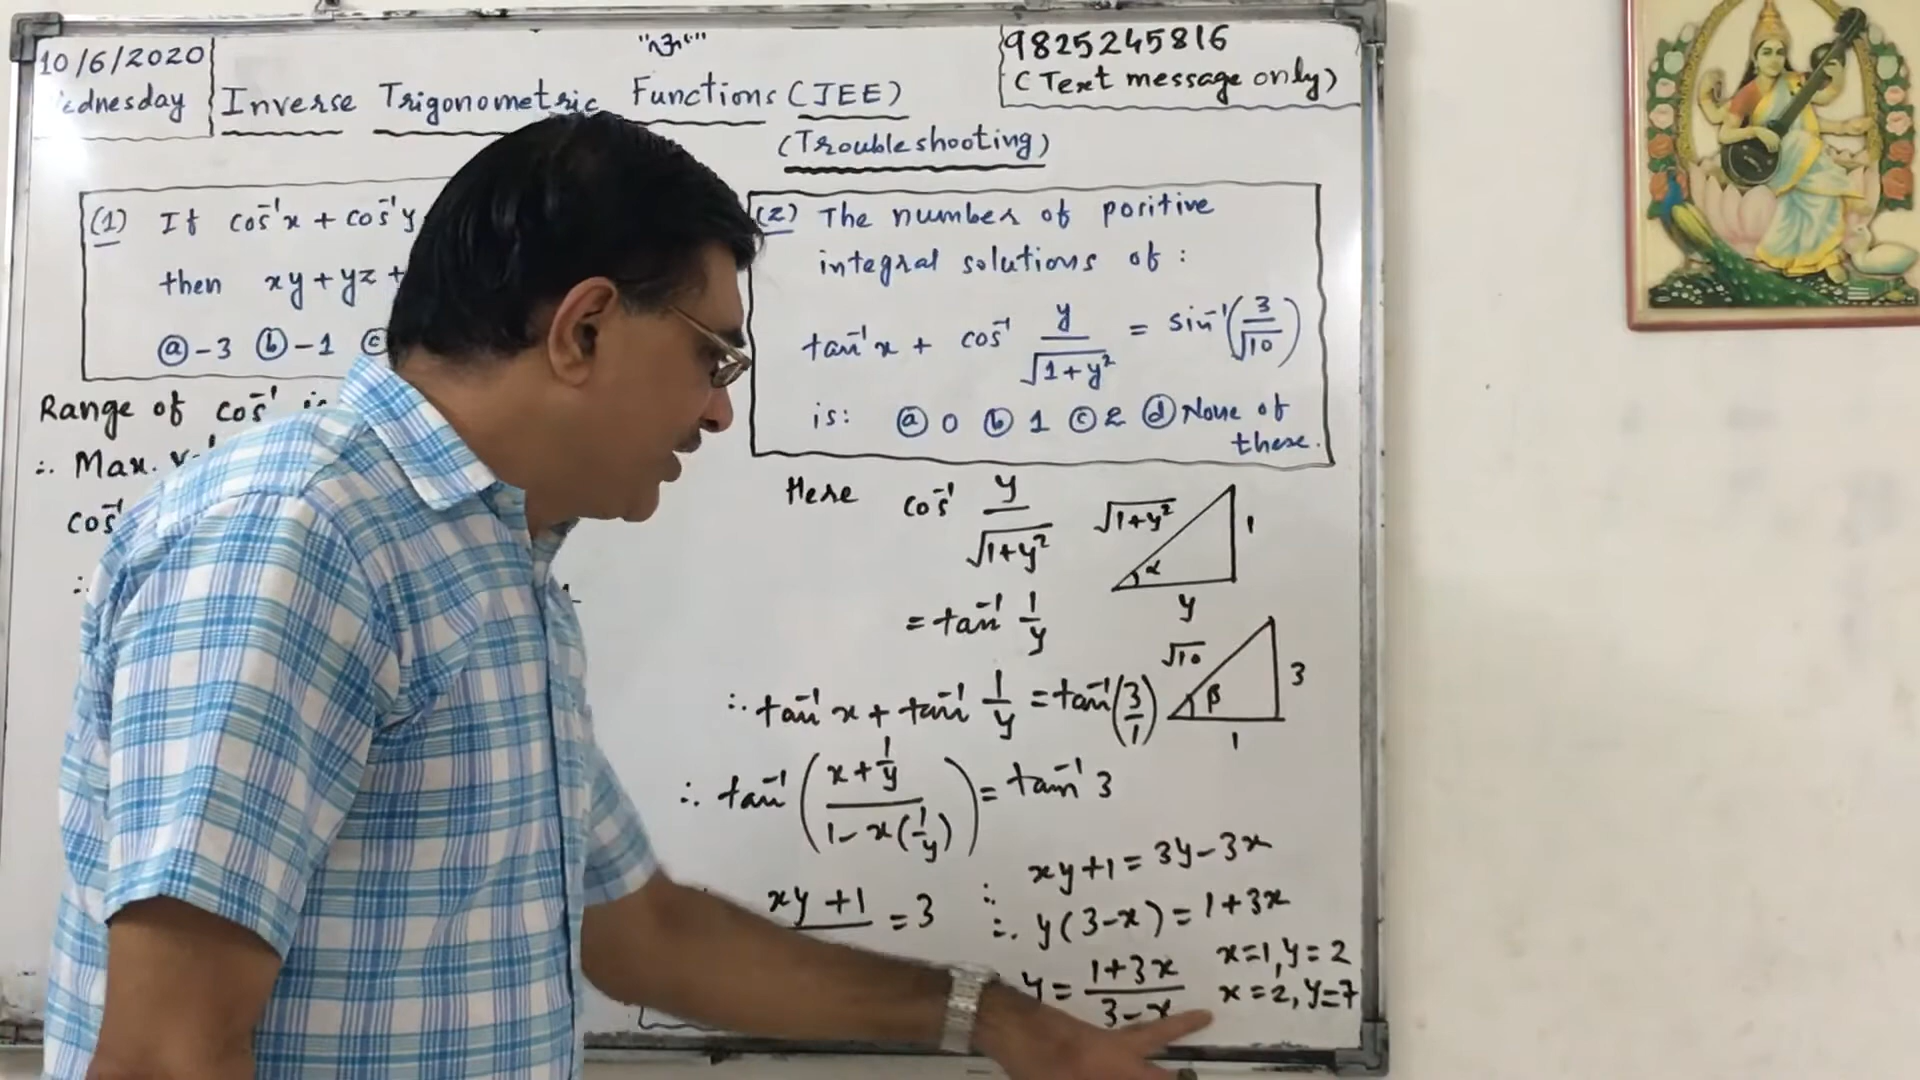 10/6/2020
Wednesday
Inverse Trigonometric Functions (JEE)
(Troubleshooting)
9825245816
(Text message only)
(1) If cos⁻¹x + cos⁻¹y
then xy + yz +
ⓐ -3 ⓑ -1 ⓒ
Range of cos⁻¹ is
∴ Max.
cos⁻¹
∴
(2) The number of positive
integral solutions of :
tan⁻¹x + cos⁻¹ y/√(1+y²) = sin⁻¹(3/√10)
is: ⓐ 0 ⓑ 1 ⓒ 2 ⓓ None of
these.
Here cos⁻¹ y/√(1+y²)
√(1+y²) 1
α
y
= tan⁻¹ 1/y
√10 3
β
1
∴ tan⁻¹x + tan⁻¹ 1/y = tan⁻¹(3/1)
∴ tan⁻¹((x + 1/y)/(1 - x(1/y))) = tan⁻¹ 3
xy + 1 = 3
∴ xy + 1 = 3y - 3x
∴ y(3-x) = 1 + 3x
y = (1+3x)/(3-x)
x=1, y=2
x=2, y=7